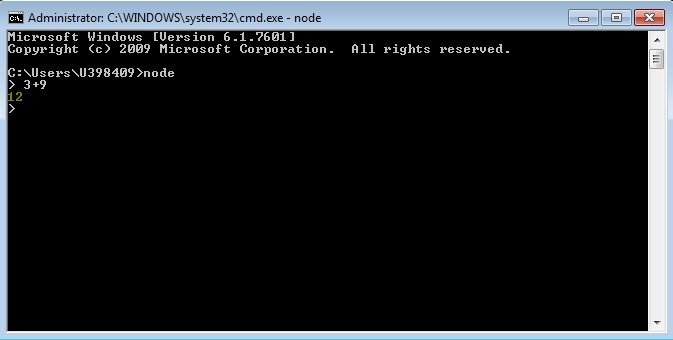 Administrator: C:\WINDOWS\system32\cmd.exe - node
Microsoft Windows [Version 6.1.7601]
Copyright (c) 2009 Microsoft Corporation.  All rights reserved.
C:\Users\U398409>node
> 3+9
12
>